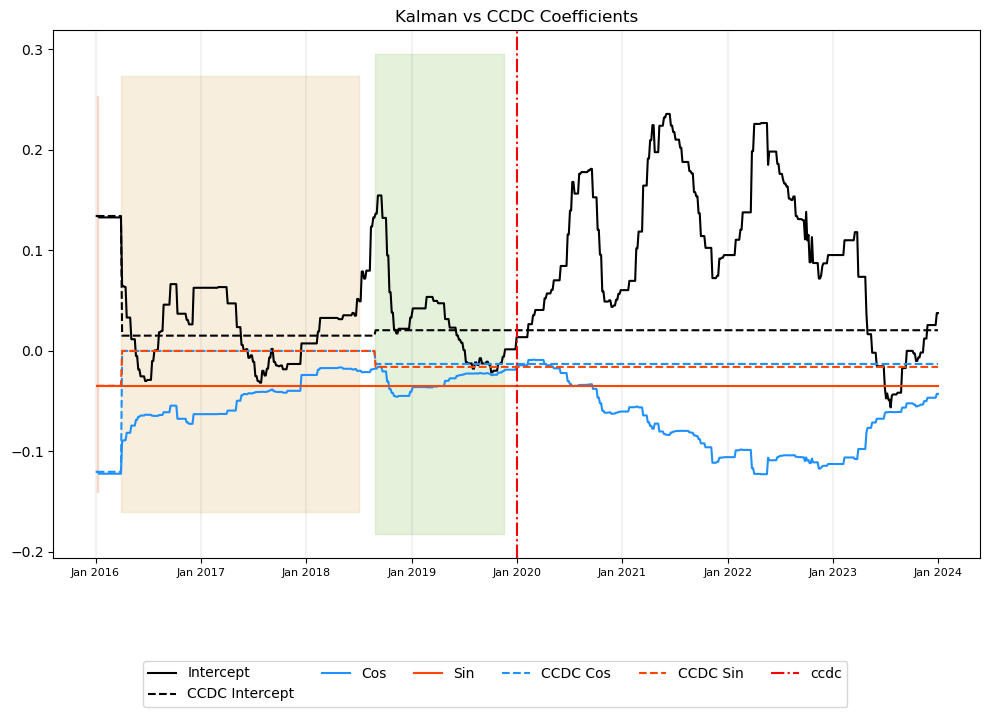 Kalman vs CCDC Coefficients
0.3
0.2
0.1
0.0
−0.1
−0.2
Jan 2016 Jan 2017 Jan 2018 Jan 2019 Jan 2020 Jan 2021 Jan 2022 Jan 2023 Jan 2024
Intercept Cos Sin CCDC Cos CCDC Sin ccdc
CCDC Intercept